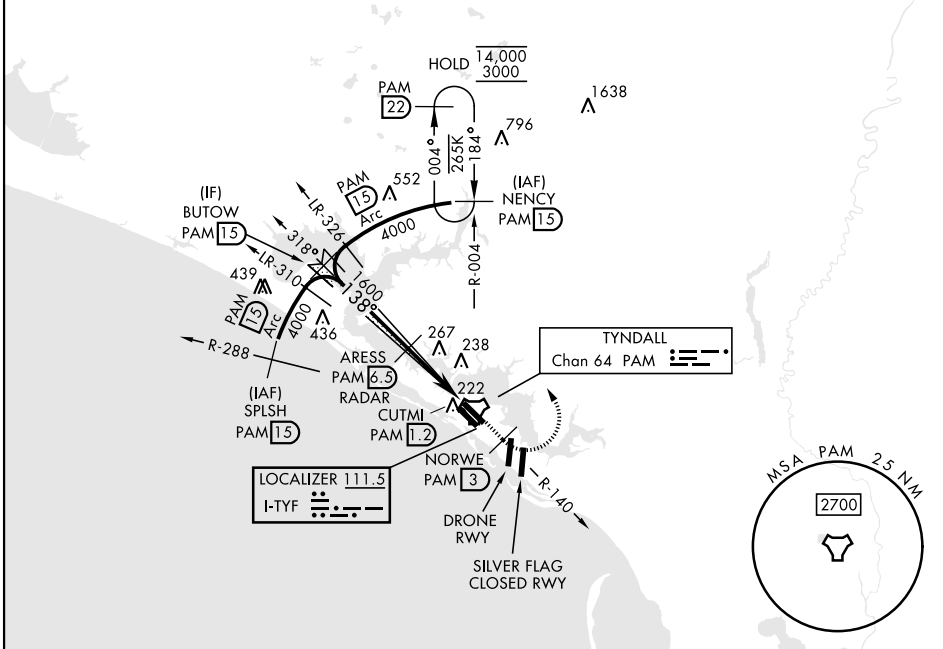 HOLD 14,000
3000
PAM
22
1638
796
004°
265K
184°
(IAF)
NENCY
PAM 15
PAM
15
Arc
552
4000
LR-326
(IF)
BUTOW
PAM 15
318°
LR-310
R-004
439
PAM
15
Arc
4000
1600
138°
436
R-288
267
238
ARESS
PAM 6.5
RADAR
TYNDALL
Chan 64 PAM
(IAF)
SPLSH
PAM 15
222
CUTMI
PAM 1.2
NORWE
PAM 3
LOCALIZER 111.5
I-TYF
R-140
DRONE
RWY
SILVER FLAG
CLOSED RWY
MSA PAM 25 NM
2700